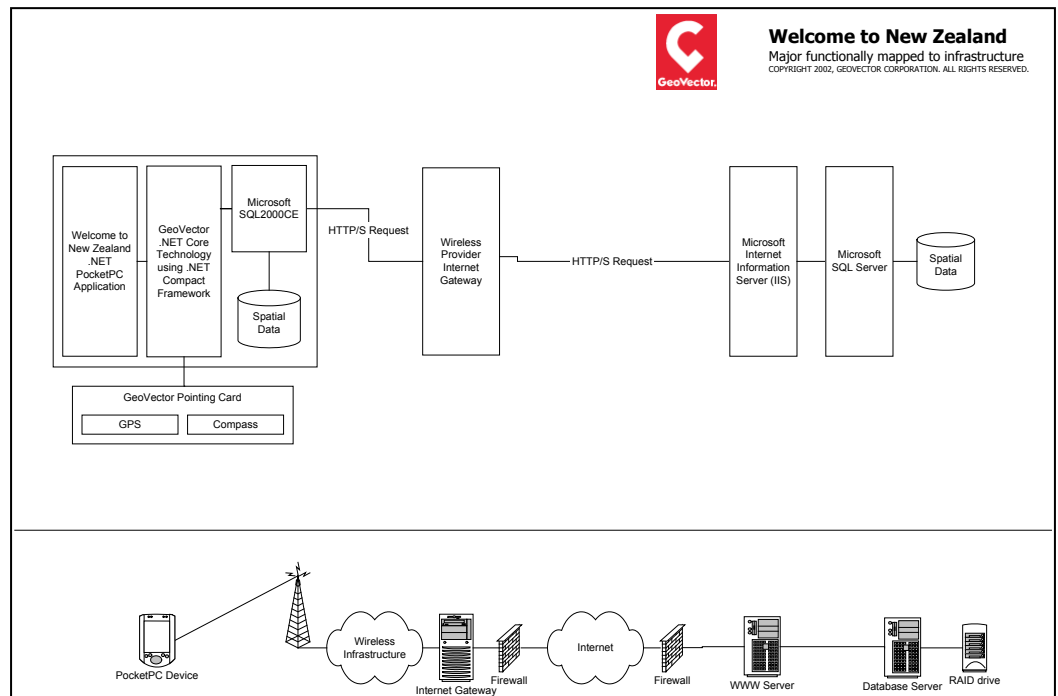 GeoVector.
Welcome to New Zealand
Major functionally mapped to infrastructure
COPYRIGHT 2002, GEOVECTOR CORPORATION. ALL RIGHTS RESERVED.
Welcome to
New Zealand
.NET
PocketPC
Application
GeoVector
.NET Core
Technology
using .NET
Compact
Framework
Microsoft
SQL2000CE
Spatial
Data
HTTP/S Request
Wireless
Provider
Internet
Gateway
HTTP/S Request
Microsoft
Internet
Information
Server (IIS)
Microsoft
SQL Server
Spatial
Data
GeoVector Pointing Card
GPS
Compass
PocketPC Device
Wireless
Infrastructure
Internet Gateway
Firewall
Internet
Firewall
WWW Server
Database Server
RAID drive